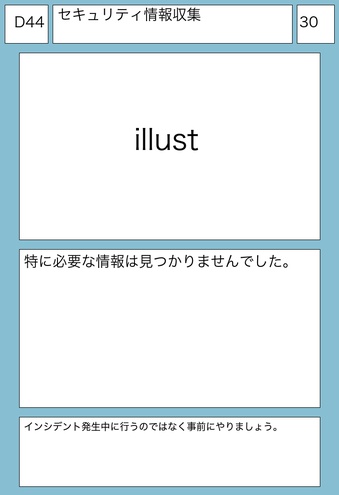 D44
セキュリティ情報収集
30
illust
特に必要な情報は見つかりませんでした。
インシデント発生中に行うのではなく事前にやりましょう。